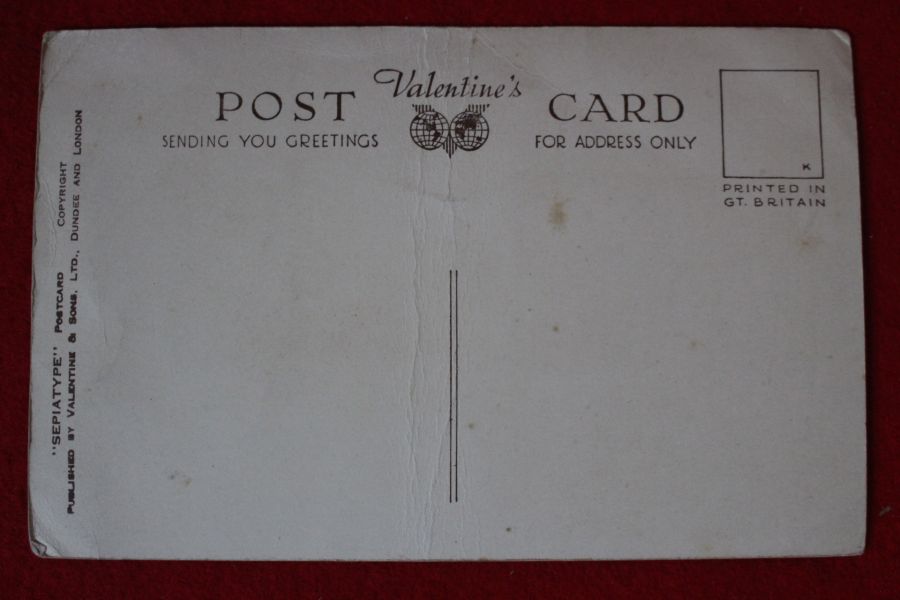 Valentine's
POST CARD
SENDING YOU GREETINGS FOR ADDRESS ONLY
K
PRINTED IN
GT. BRITAIN
"SEPIATYPE" POSTCARD COPYRIGHT
PUBLISHED BY VALENTINE & SONS, LTD., DUNDEE AND LONDON